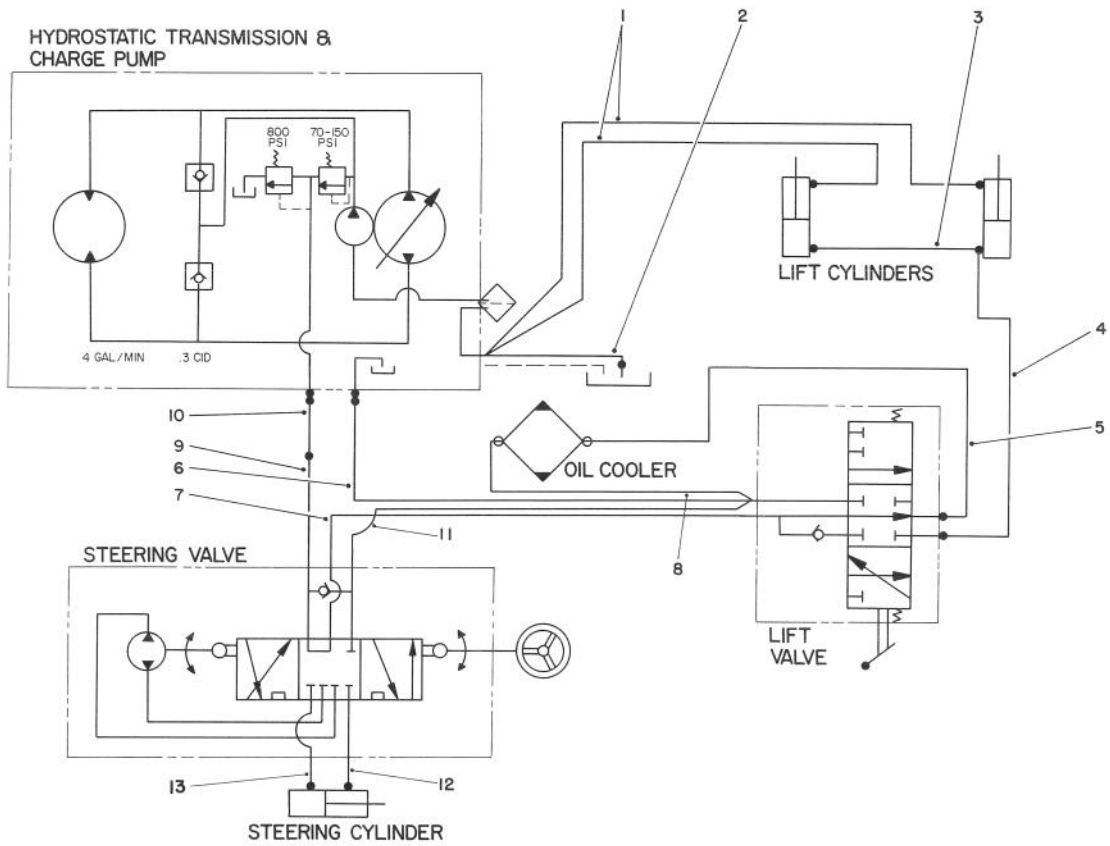 1
2
3
HYDROSTATIC TRANSMISSION &
CHARGE PUMP
800
PSI
70-150
PSI
LIFT CYLINDERS
4 GAL/MIN
.3 CID
4
10
5
9
6
OIL COOLER
7
11
8
STEERING VALVE
LIFT
VALVE
13
12
STEERING CYLINDER